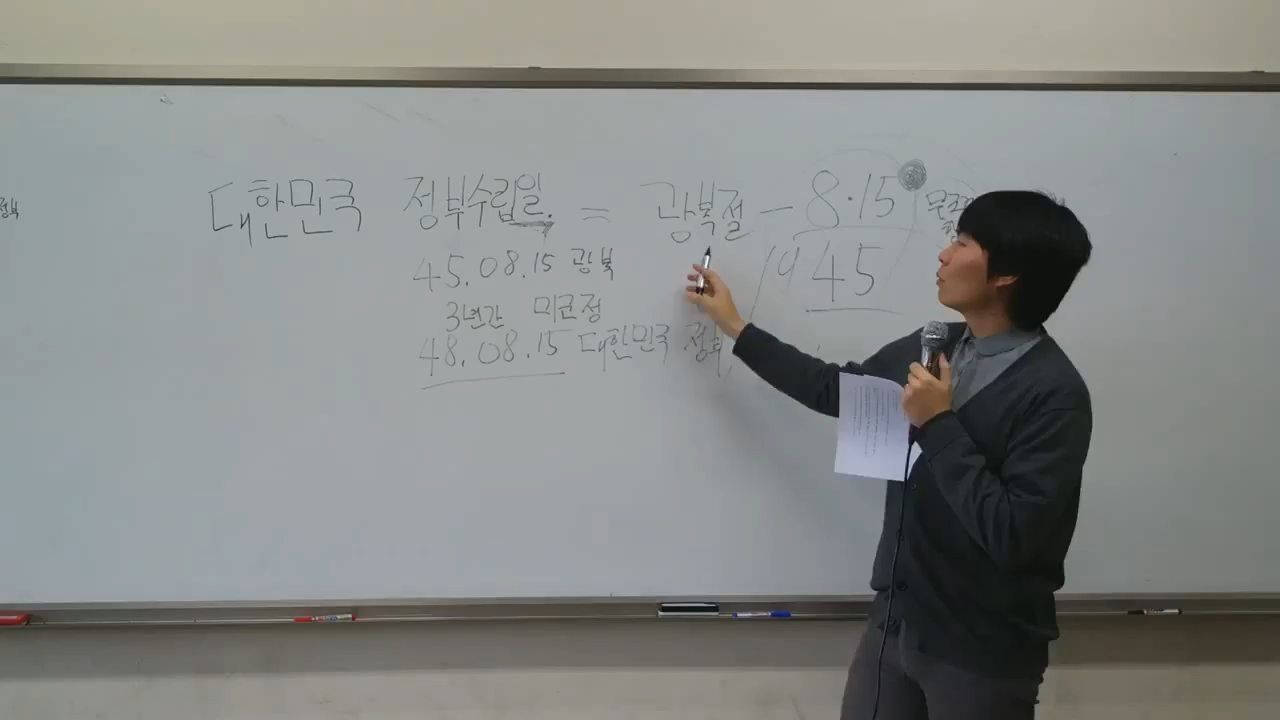 대한민국 정부수립일. = 광복절 - 8.15
45.08.15 광복
1945
3년간 미군정
48.08.15 대한민국 정부